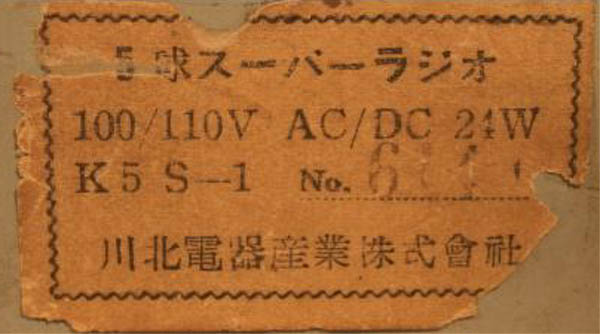 5球スーパーラジオ
100/110V AC/DC 24W
K5 S-1 No.
川北電器産業株式會社